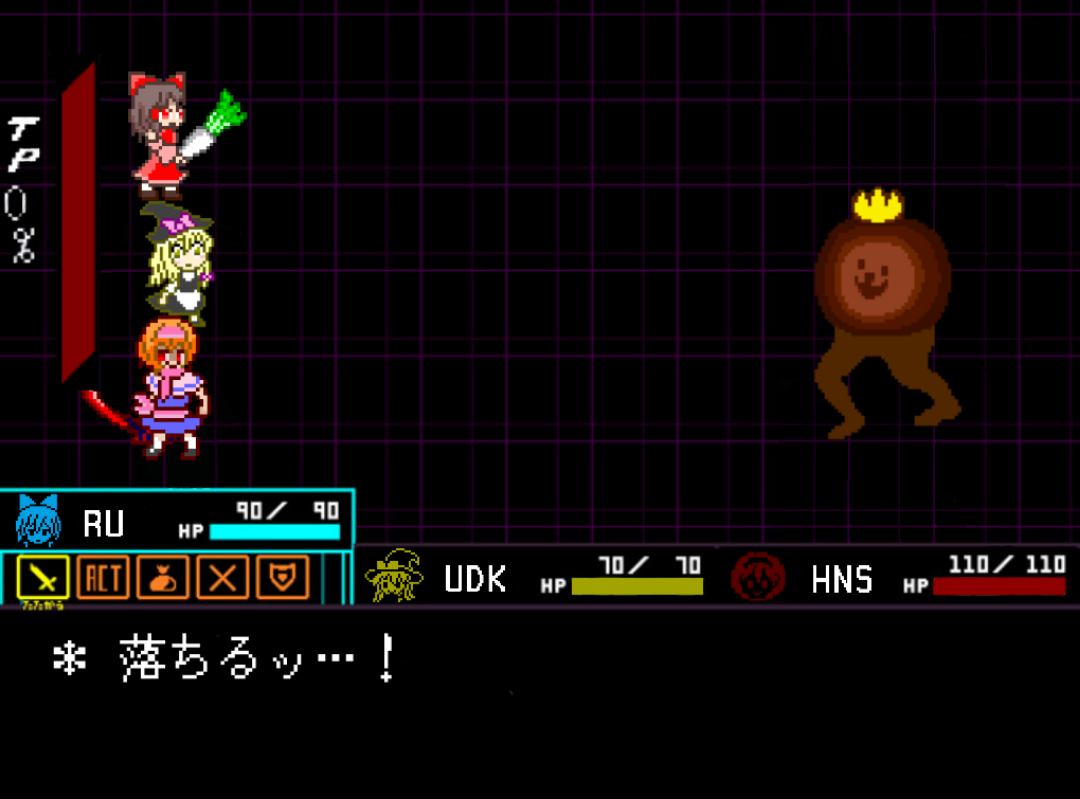 TP
0
%
RU
HP
90/ 90
ACT
UDK
HP
70/ 70
HNS
HP
110/ 110
* 落ちるッ…!